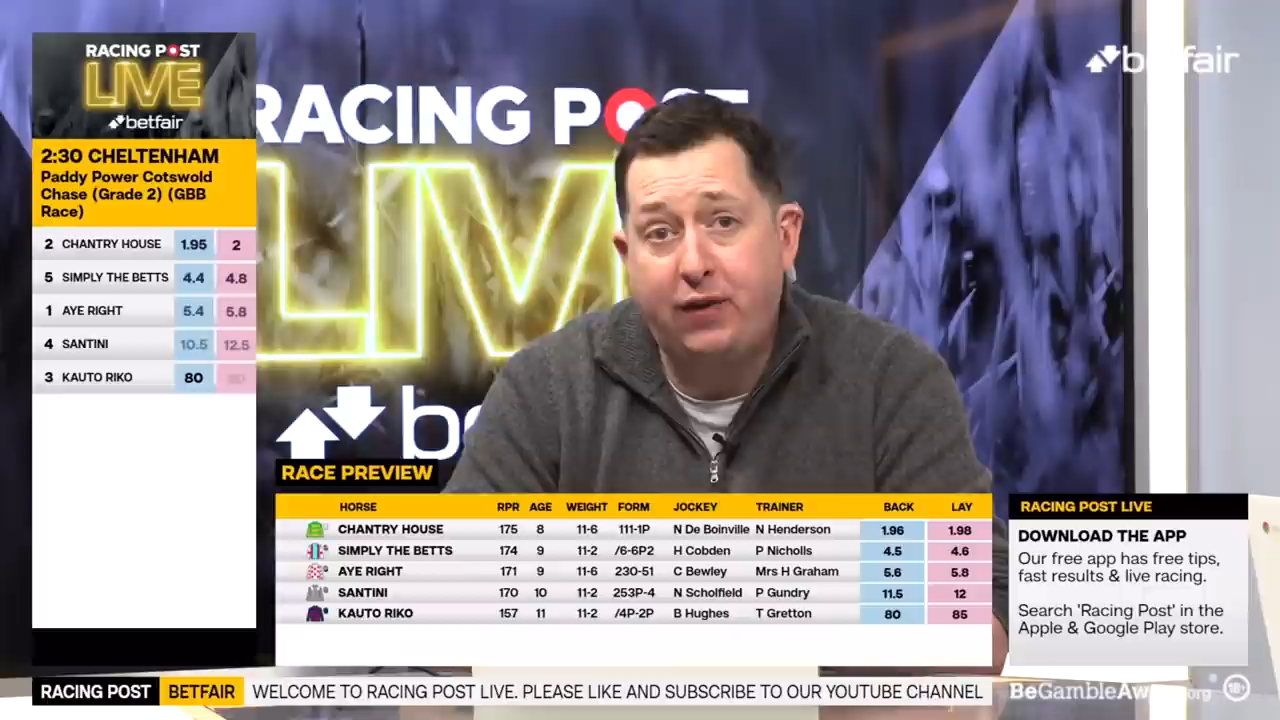 RACING POST
LIVE
betfair
2:30 CHELTENHAM
Paddy Power Cotswold
Chase (Grade 2) (GBB
Race)
2 CHANTRY HOUSE 1.95 2
5 SIMPLY THE BETTS 4.4 4.8
1 AYE RIGHT 5.4 5.8
4 SANTINI 10.5 12.5
3 KAUTO RIKO 80
betfair
RACING POST
LIV
be
RACE PREVIEW
HORSE RPR AGE WEIGHT FORM JOCKEY TRAINER BACK LAY
CHANTRY HOUSE 175 8 11-6 111-1P N De Boinville N Henderson 1.96 1.98
SIMPLY THE BETTS 174 9 11-2 /6-6P2 H Cobden P Nicholls 4.5 4.6
AYE RIGHT 171 9 11-6 230-51 C Bewley Mrs H Graham 5.6 5.8
SANTINI 170 10 11-2 253P-4 N Scholfield P Gundry 11.5 12
KAUTO RIKO 157 11 11-2 /4P-2P B Hughes T Gretton 80 85
RACING POST LIVE
DOWNLOAD THE APP
Our free app has free tips,
fast results & live racing.
Search 'Racing Post' in the
Apple & Google Play store.
RACING POST BETFAIR WELCOME TO RACING POST LIVE. PLEASE LIKE AND SUBSCRIBE TO OUR YOUTUBE CHANNEL
BeGambleAware.org 18+